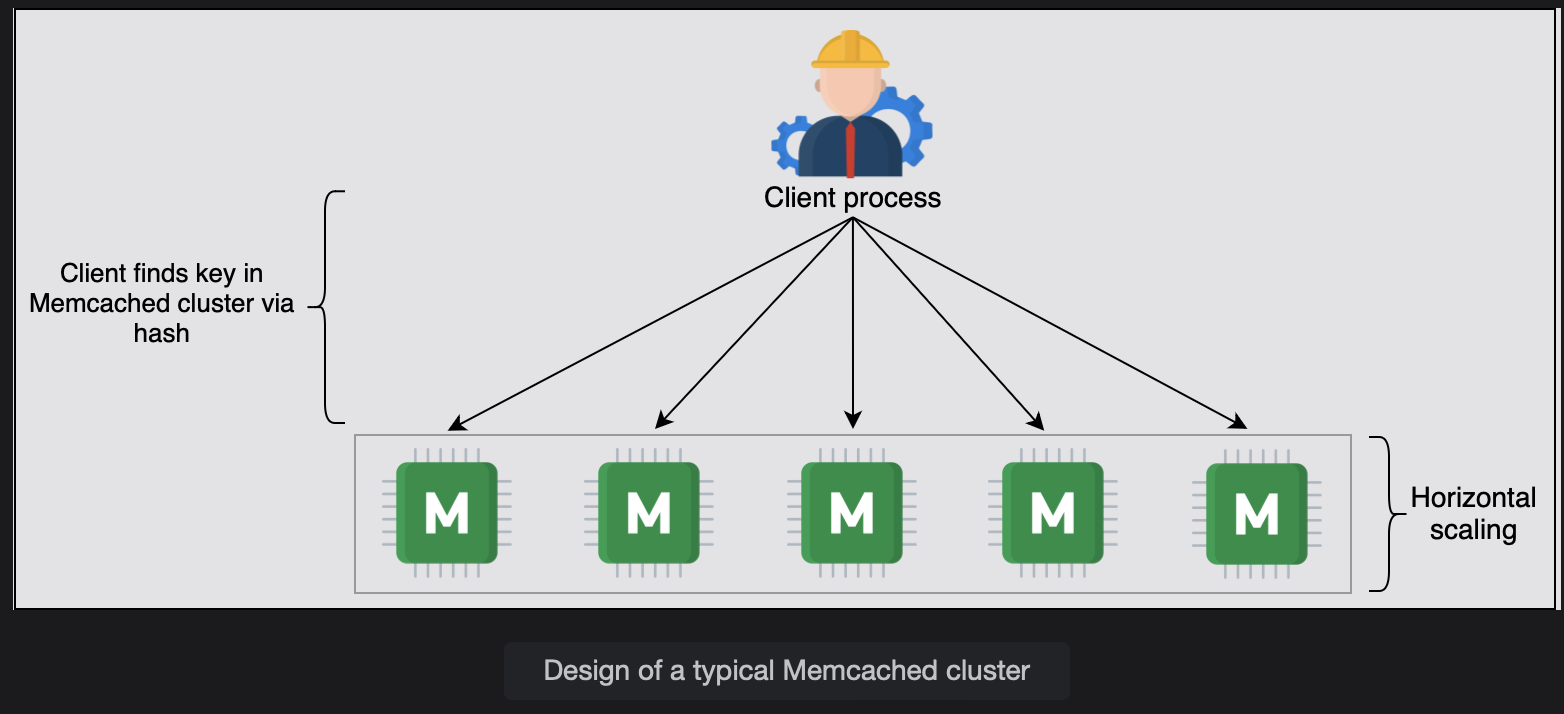 Client process
Client finds key in
Memcached cluster via
hash
M
M
M
M
M
Horizontal
scaling
Design of a typical Memcached cluster